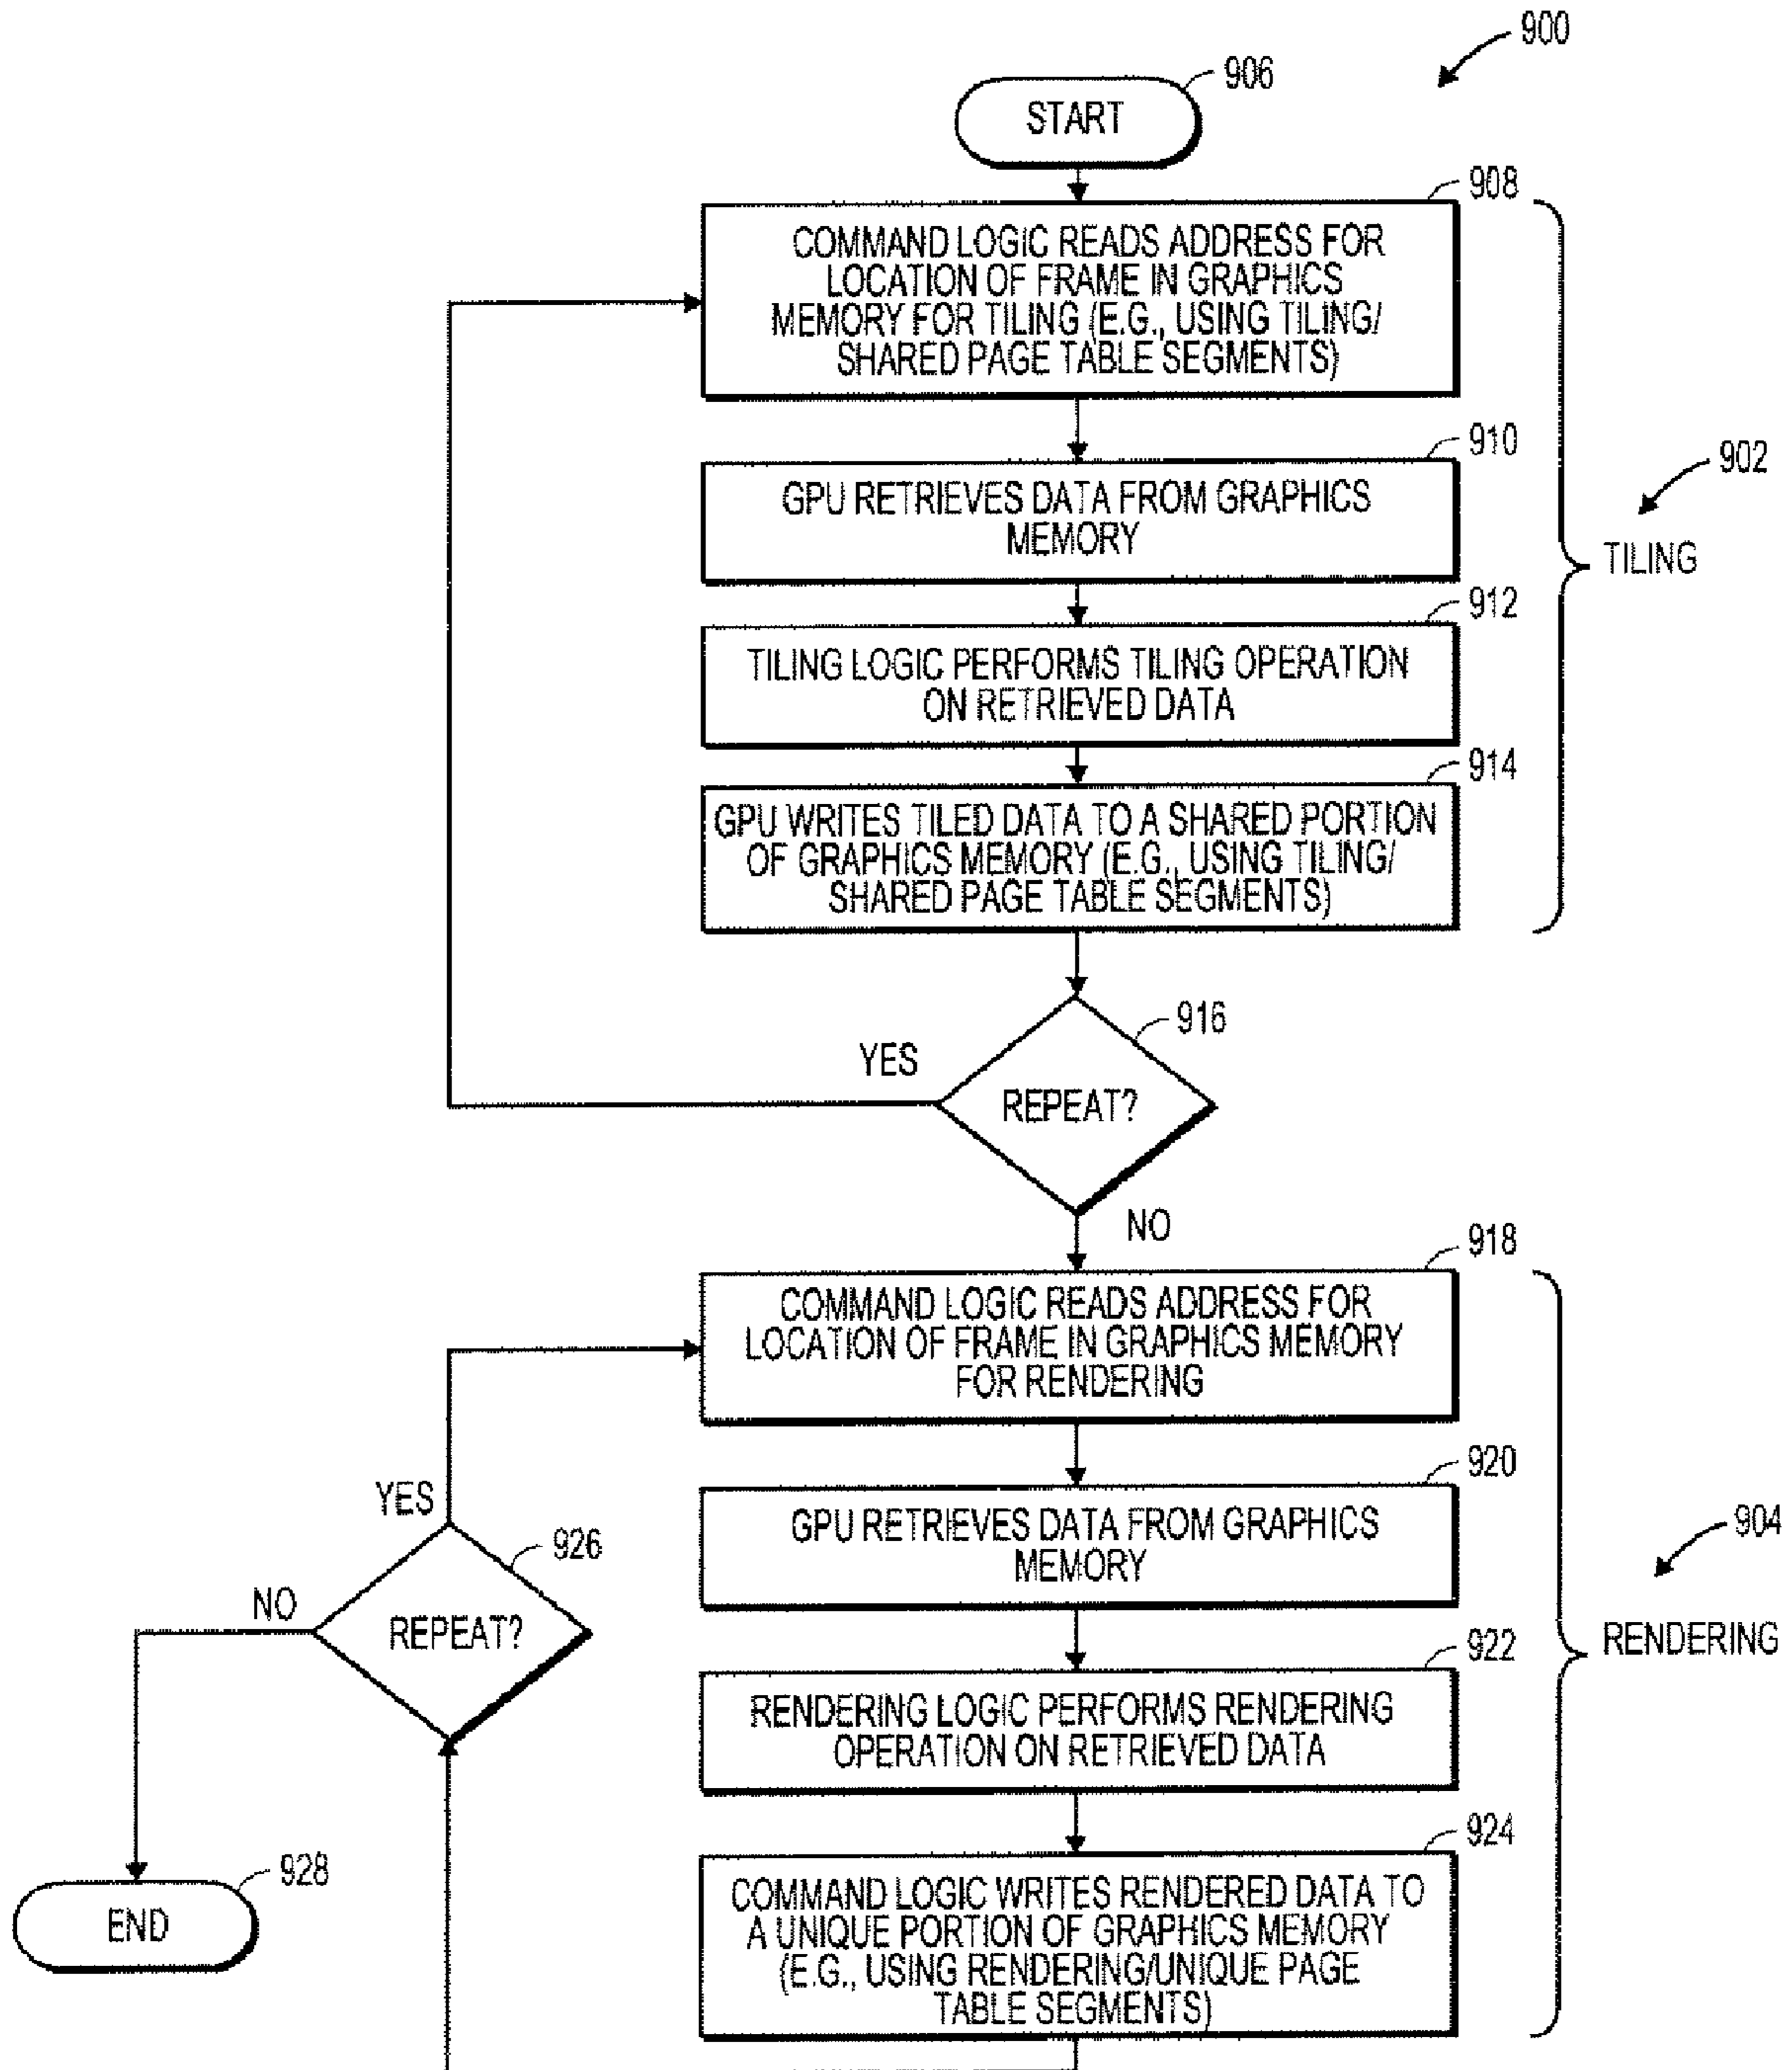 900
906
START
908
COMMAND LOGIC READS ADDRESS FOR
LOCATION OF FRAME IN GRAPHICS
MEMORY FOR TILING (E.G., USING TILING/
SHARED PAGE TABLE SEGMENTS)
910
GPU RETRIEVES DATA FROM GRAPHICS
MEMORY
902
TILING
912
TILING LOGIC PERFORMS TILING OPERATION
ON RETRIEVED DATA
914
GPU WRITES TILED DATA TO A SHARED PORTION
OF GRAPHICS MEMORY (E.G., USING TILING/
SHARED PAGE TABLE SEGMENTS)
916
YES
REPEAT?
NO
918
COMMAND LOGIC READS ADDRESS FOR
LOCATION OF FRAME IN GRAPHICS MEMORY
FOR RENDERING
920
GPU RETRIEVES DATA FROM GRAPHICS
MEMORY
904
RENDERING
YES
926
NO
REPEAT?
922
RENDERING LOGIC PERFORMS RENDERING
OPERATION ON RETRIEVED DATA
924
COMMAND LOGIC WRITES RENDERED DATA TO
A UNIQUE PORTION OF GRAPHICS MEMORY
(E.G., USING RENDERING/UNIQUE PAGE
TABLE SEGMENTS)
928
END